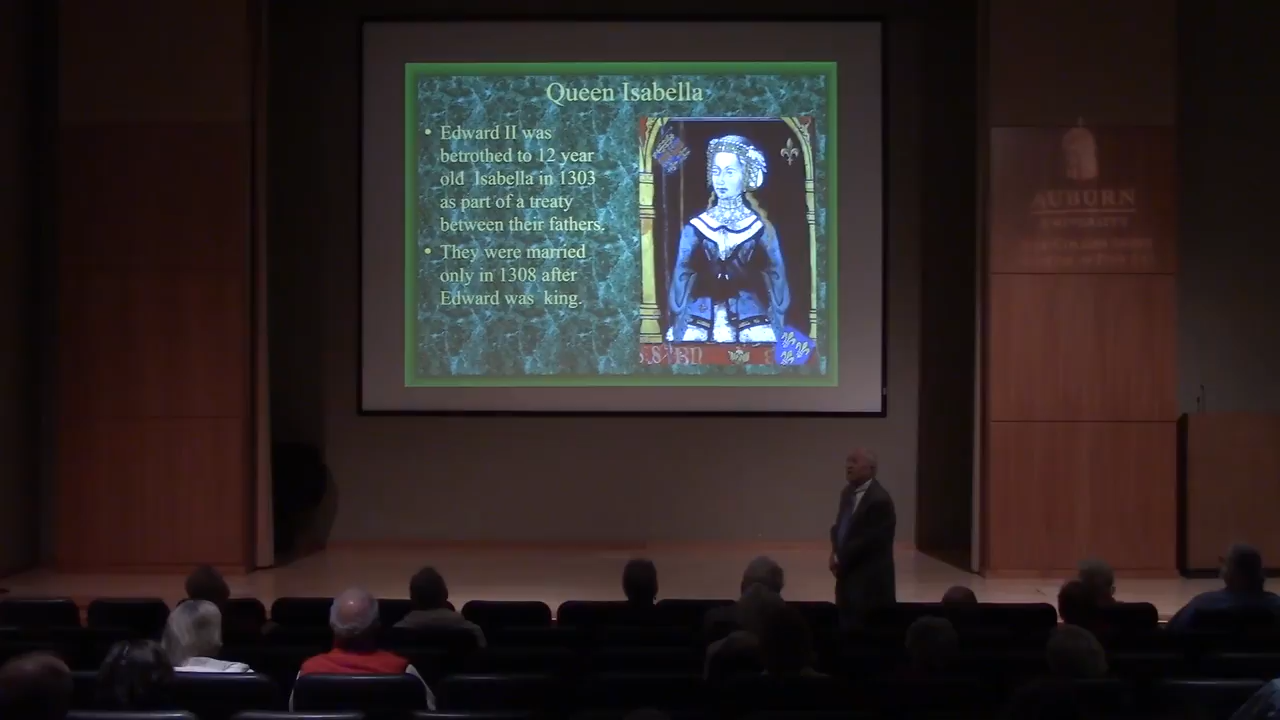 Queen Isabella
• Edward II was
betrothed to 12 year
old Isabella in 1303
as part of a treaty
between their fathers.
• They were married
only in 1308 after
Edward was king.
AUBURN
UNIVERSITY